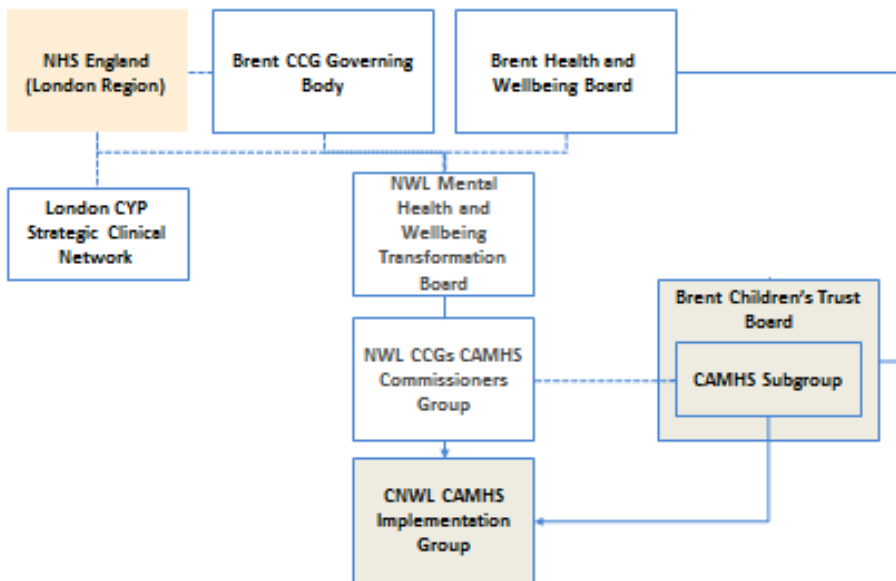 NHS England
(London Region)
Brent CCG Governing
Body
Brent Health and
Wellbeing Board
London CYP
Strategic Clinical
Network
NWL Mental
Health and
Wellbeing
Transformation
Board
Brent Children's Trust
Board
NWL CCGs CAMHS
Commissioners
Group
CAMHS Subgroup
CNWL CAMHS
Implementation
Group